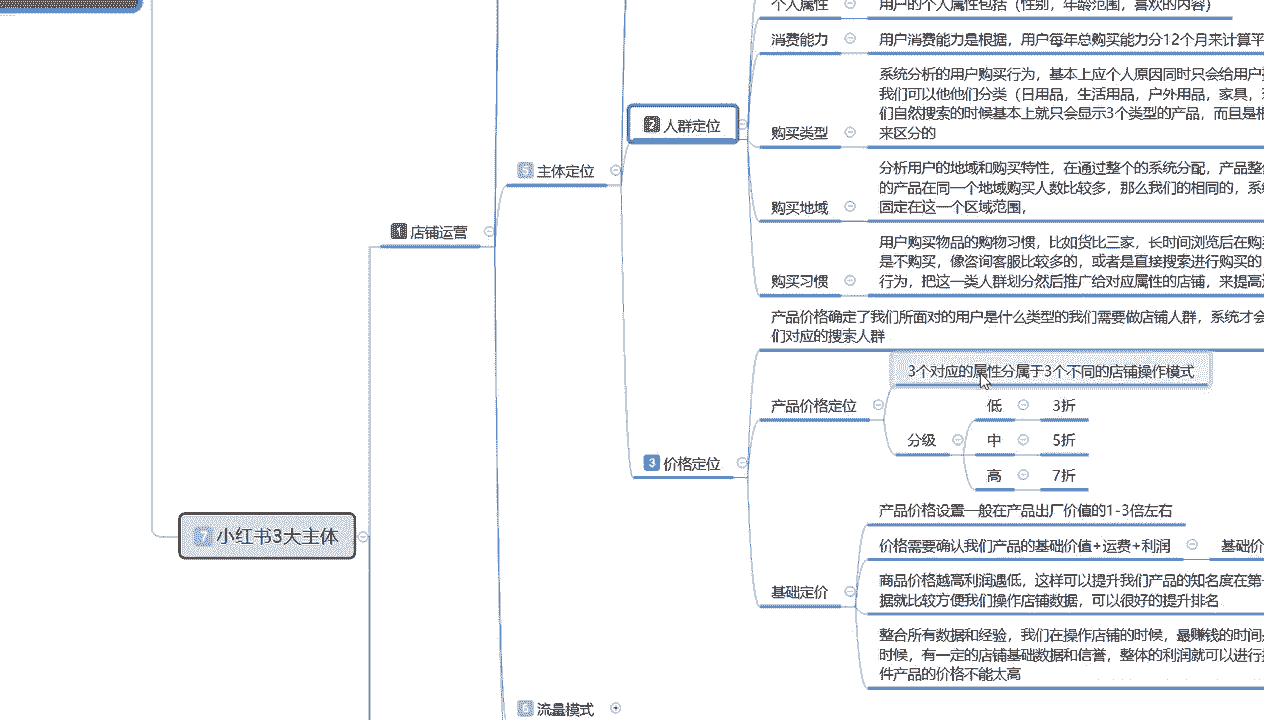 个人属性
用户的个人属性包括（性别，年龄范围，喜欢的内容）
消费能力
用户消费能力是根据，用户每年总购买能力分12个月来计算平
系统分析的用户购买行为，基本上应个人原因同时只会给用户
我们可以他他们分类（日用品，生活用品，户外用品，家具，
2 人群定位
们自然搜索的时候基本上就只会显示3个类型的产品，而且是根
购买类型
来区分的
5 主体定位
分析用户的地域和购买特性，在通过整个的系统分配，产品整
的产品在同一个地域购买人数比较多，那么我们的相同的，系
购买地域
固定在这一个区域范围，
1 店铺运营
用户购买物品的购物习惯，比如货比三家，长时间浏览后在购
是不购买，像咨询客服比较多的，或者是直接搜索进行购买的
购买习惯
行为，把这一类人群划分然后推广给对应属性的店铺，来提高
产品价格确定了我们所面对的用户是什么类型的我们需要做店铺人群，系统才会
们对应的搜索人群
3个对应的属性分属于3个不同的店铺操作模式
产品价格定位
低
3折
分级
中
5折
3 价格定位
高
7折
产品价格设置一般在产品出厂价值的1-3倍左右
7 小红书3大主体
价格需要确认我们产品的基础价值+运费+利润
基础价
商品价格越高利润遇低，这样可以提升我们产品的知名度在第
基础定价
据就比较方便我们操作店铺数据，可以很好的提升排名
整合所有数据和经验，我们在操作店铺的时候，最赚钱的时间
时候，有一定的店铺基础数据和信誉，整体的利润就可以进行
件产品的价格不能太高
6 流量模式